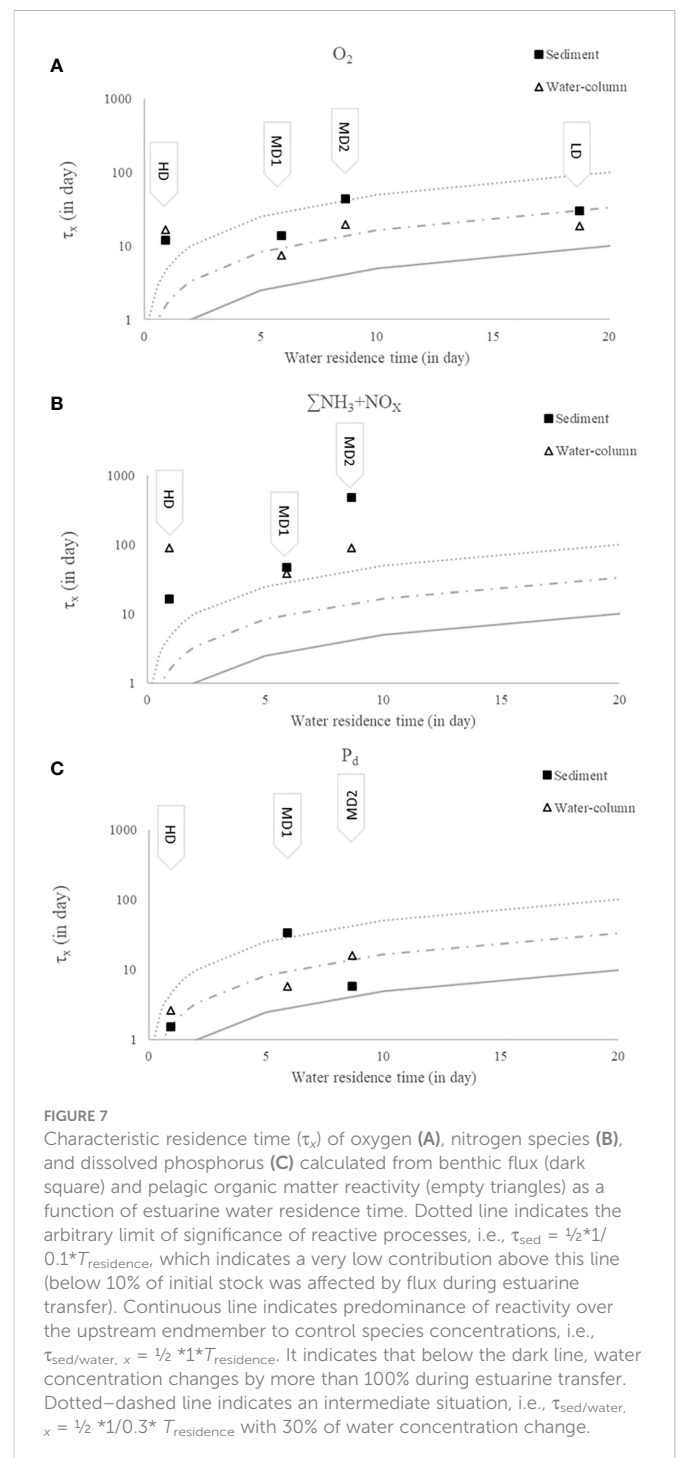 A
O₂
Sediment
Water-column
1000
100
10
1
τₓ (in day)
HD
MD1
MD2
LD
0
5
10
15
20
Water residence time (in day)
B
∑NH₃+NOₓ
Sediment
Water-column
1000
100
10
1
τₓ (in day)
HD
MD1
MD2
0
5
10
15
20
Water residence time (in day)
C
P_d
Sediment
Water-column
1000
100
10
1
τₓ (in day)
HD
MD1
MD2
0
5
10
15
20
Water residence time (in day)
FIGURE 7
Characteristic residence time (τₓ) of oxygen (A), nitrogen species (B),
and dissolved phosphorus (C) calculated from benthic flux (dark
square) and pelagic organic matter reactivity (empty triangles) as a
function of estuarine water residence time. Dotted line indicates the
arbitrary limit of significance of reactive processes, i.e., τ_sed = ½*1/
0.1*T_residence, which indicates a very low contribution above this line
(below 10% of initial stock was affected by flux during estuarine
transfer). Continuous line indicates predominance of reactivity over
the upstream endmember to control species concentrations, i.e.,
τ_sed/water, x = ½ *1*T_residence. It indicates that below the dark line, water
concentration changes by more than 100% during estuarine transfer.
Dotted–dashed line indicates an intermediate situation, i.e., τ_sed/water,
x = ½ *1/0.3* T_residence with 30% of water concentration change.